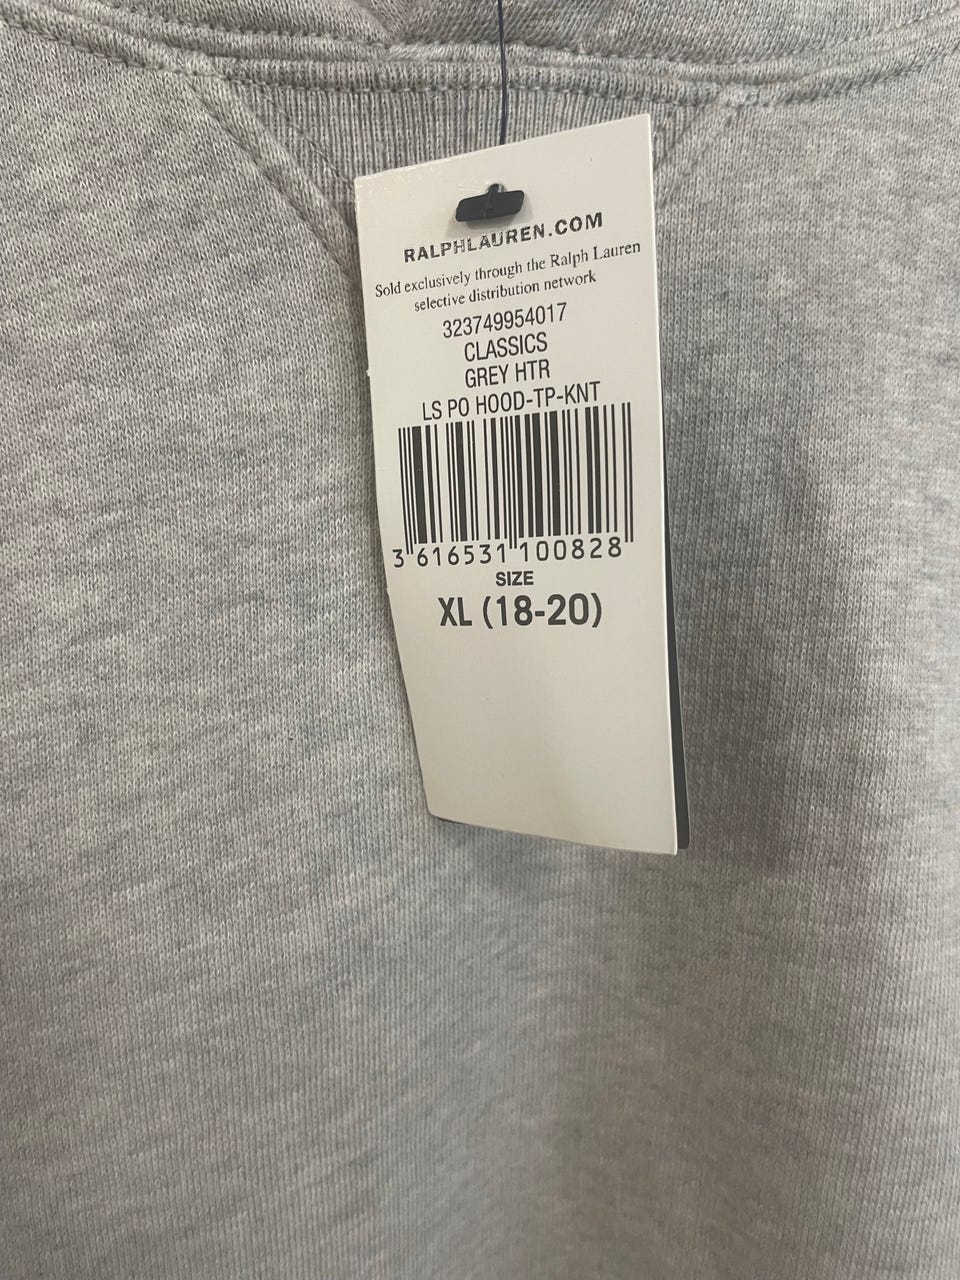 RALPHLAUREN.COM
Sold exclusively through the Ralph Lauren
selective distribution network
323749954017
CLASSICS
GREY HTR
LS PO HOOD-TP-KNT
3 616531 100828
SIZE
XL (18-20)